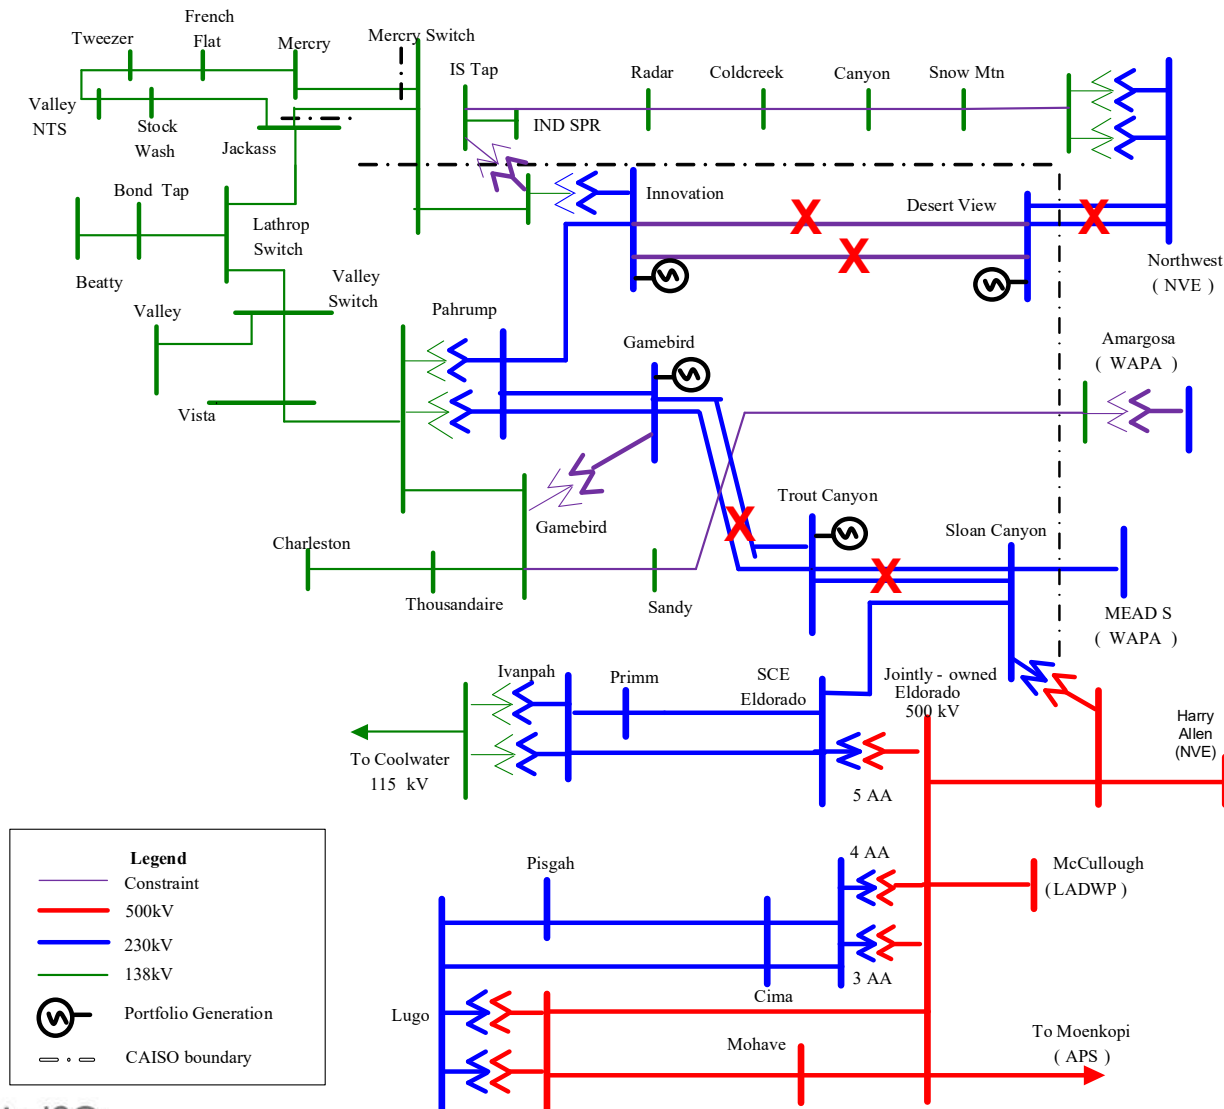 French
Flat
Tweezer
Mercry
Mercry Switch
IS Tap
Radar
Coldcreek
Canyon
Snow Mtn
Valley
NTS
Stock
Wash
Jackass
IND SPR
Bond Tap
Innovation
Desert View
Lathrop
Switch
Northwest
( NVE )
Beatty
Valley
Switch
Valley
Pahrump
Gamebird
Amargosa
( WAPA )
Vista
Trout Canyon
Gamebird
Sloan Canyon
Charleston
Thousandaire
Sandy
MEAD S
( WAPA )
Ivanpah
Primm
SCE
Eldorado
Jointly - owned
Eldorado
500 kV
Harry
Allen
(NVE)
To Coolwater
115 kV
5 AA
Legend
Constraint
500kV
230kV
138kV
Portfolio Generation
CAISO boundary
Pisgah
4 AA
McCullough
(LADWP )
3 AA
Cima
Lugo
Mohave
To Moenkopi
( APS )